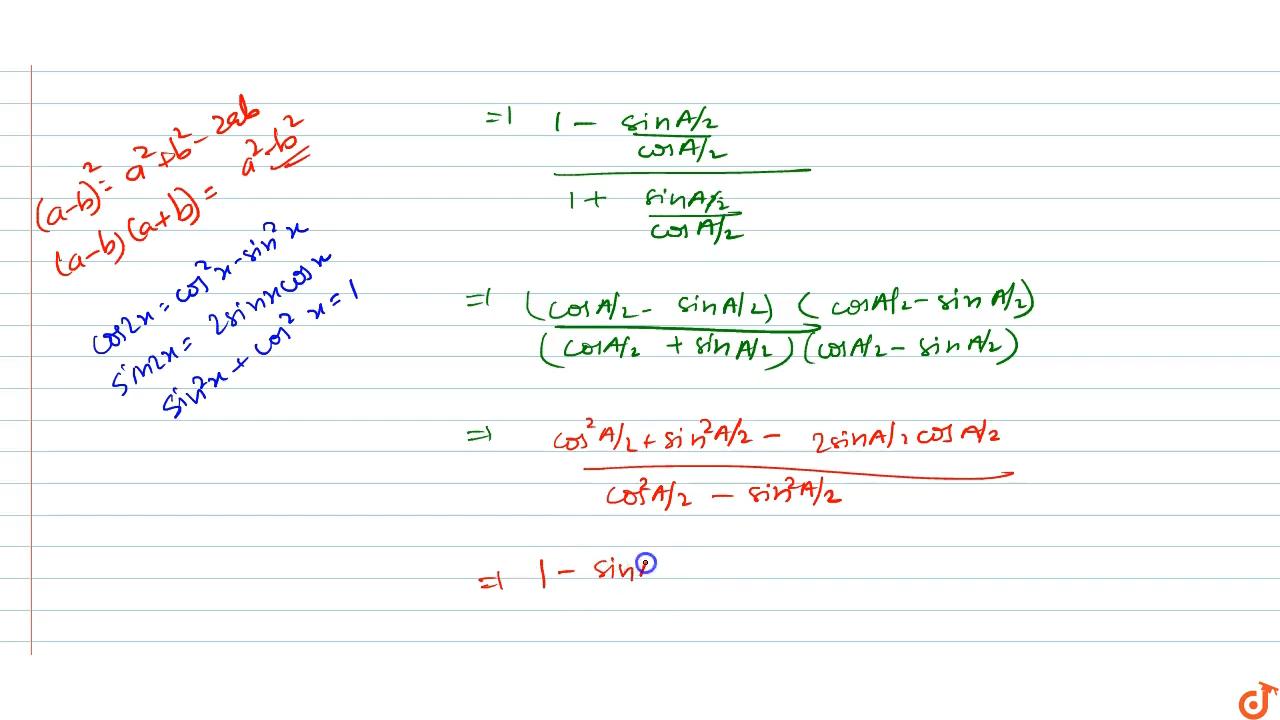 (a-b)² = a² + b² - 2ab
(a-b)(a+b) = a² - b²
cos2x = cos²x - sin²x
sin2x = 2sinxcosx
sin²x + cos²x = 1
⇒ 1 - sinA/2
cosA/2
1 + sinA/2
cosA/2
⇒ (cosA/2 - sinA/2) (cosA/2 - sinA/2)
(cosA/2 + sinA/2) (cosA/2 - sinA/2)
⇒ cos²A/2 + sin²A/2 - 2sinA/2 cosA/2
cos²A/2 - sin²A/2
⇒ 1 - sin